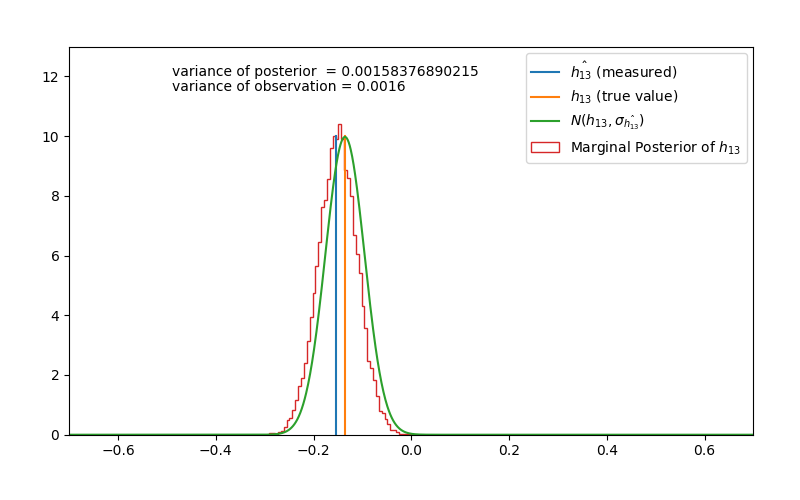 variance of posterior  = 0.00158376890215
variance of observation = 0.0016
$\hat{h_{13}}$ (measured)
$h_{13}$ (true value)
$N(h_{13}, \sigma_{\hat{h_{13}}})$
Marginal Posterior of $h_{13}$
12
10
8
6
4
2
0
−0.6 −0.4 −0.2 0.0 0.2 0.4 0.6